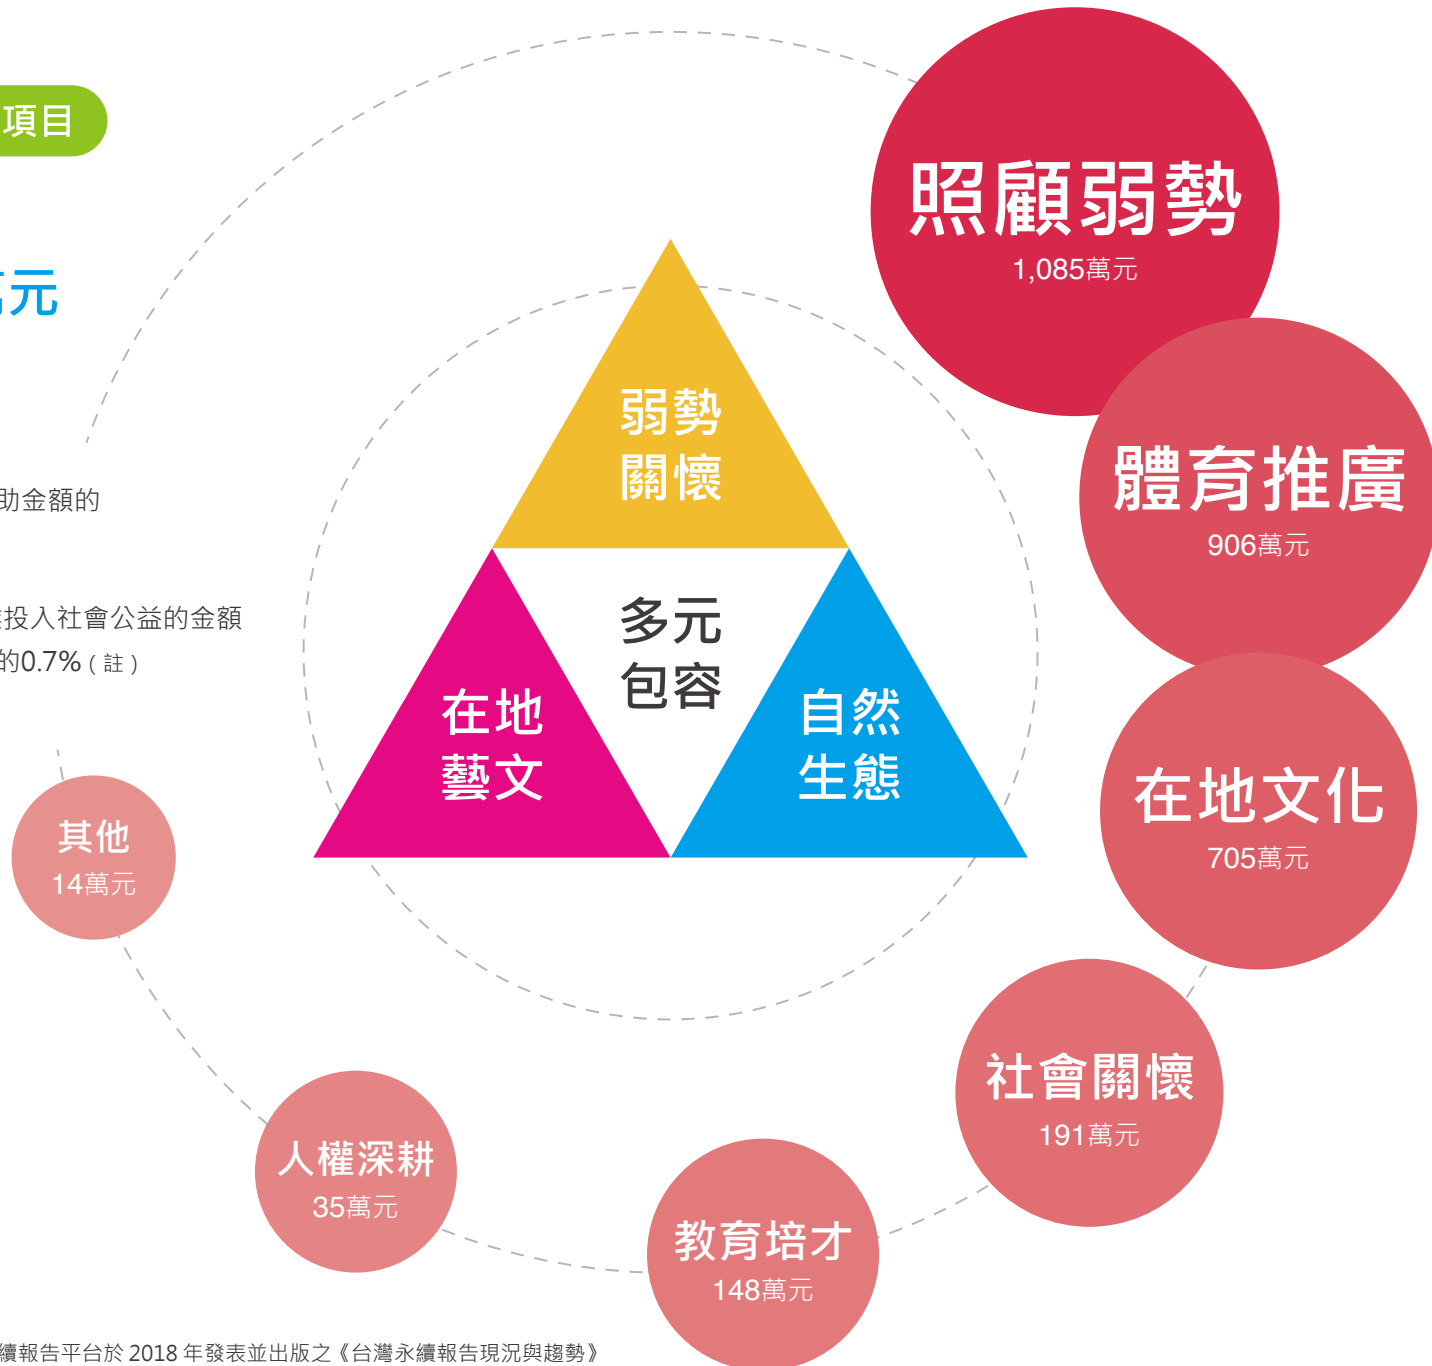 項目
萬元
助金額的
投入社會公益的金額
的0.7%（註）
照顧弱勢
1,085萬元
體育推廣
906萬元
在地文化
705萬元
社會關懷
191萬元
教育培才
148萬元
人權深耕
35萬元
其他
14萬元
弱勢
關懷
多元
包容
在地
藝文
自然
生態
續報告平台於 2018 年發表並出版之《台灣永續報告現況與趨勢》